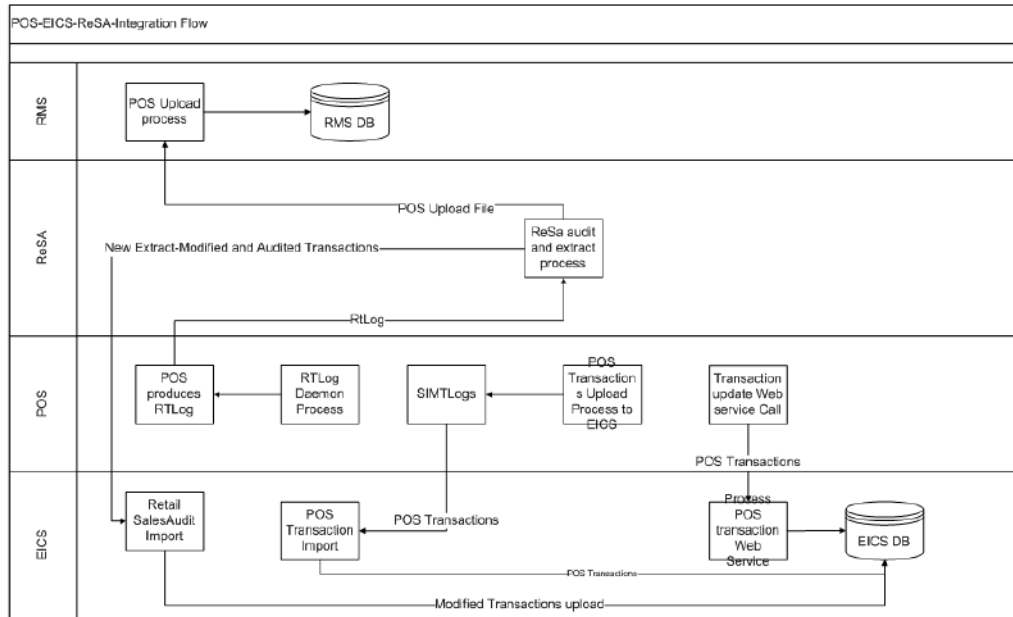 POS-EICS-ReSA-Integration Flow
RMS
POS Upload
process
RMS DB
ReSA
POS Upload File
New Extract-Modified and Audited Transactions
ReSa audit
and extract
process
RtLog
POS
POS
produces
RTLog
RTLog
Daemon
Process
SIMTLogs
POS
Transaction
s Upload
Process to
EICS
Transaction
update Web
service Call
POS Transactions
EICS
Retail
SalesAudit
Import
POS
Transaction
Import
POS Transactions
Process
POS
transaction
Web
Service
EICS DB
POS Transactions
Modified Transactions upload